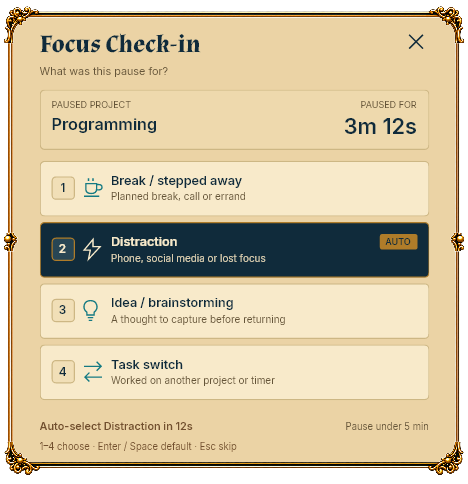 Focus Check-in
What was this pause for?
PAUSED PROJECT
PAUSED FOR
Programming
3m 12s
1
Break / stepped away
Planned break, call or errand
2
Distraction
AUTO
Phone, social media or lost focus
3
Idea / brainstorming
A thought to capture before returning
4
Task switch
Worked on another project or timer
Auto-select Distraction in 12s
Pause under 5 min
1–4 choose · Enter / Space default · Esc skip